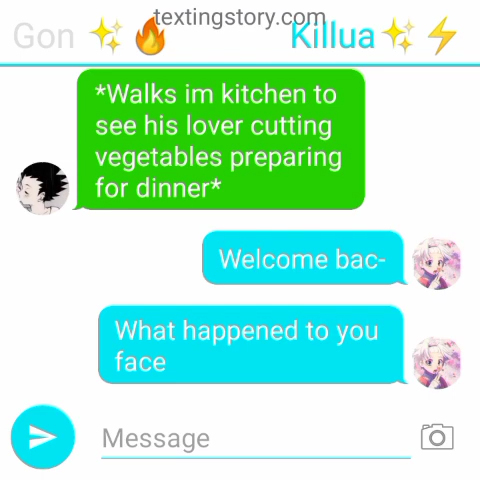 textingstory.com
Gon ✨🔥 Killua✨⚡
*Walks im kitchen to
see his lover cutting
vegetables preparing
for dinner*
Welcome bac-
What happened to you
face
Message